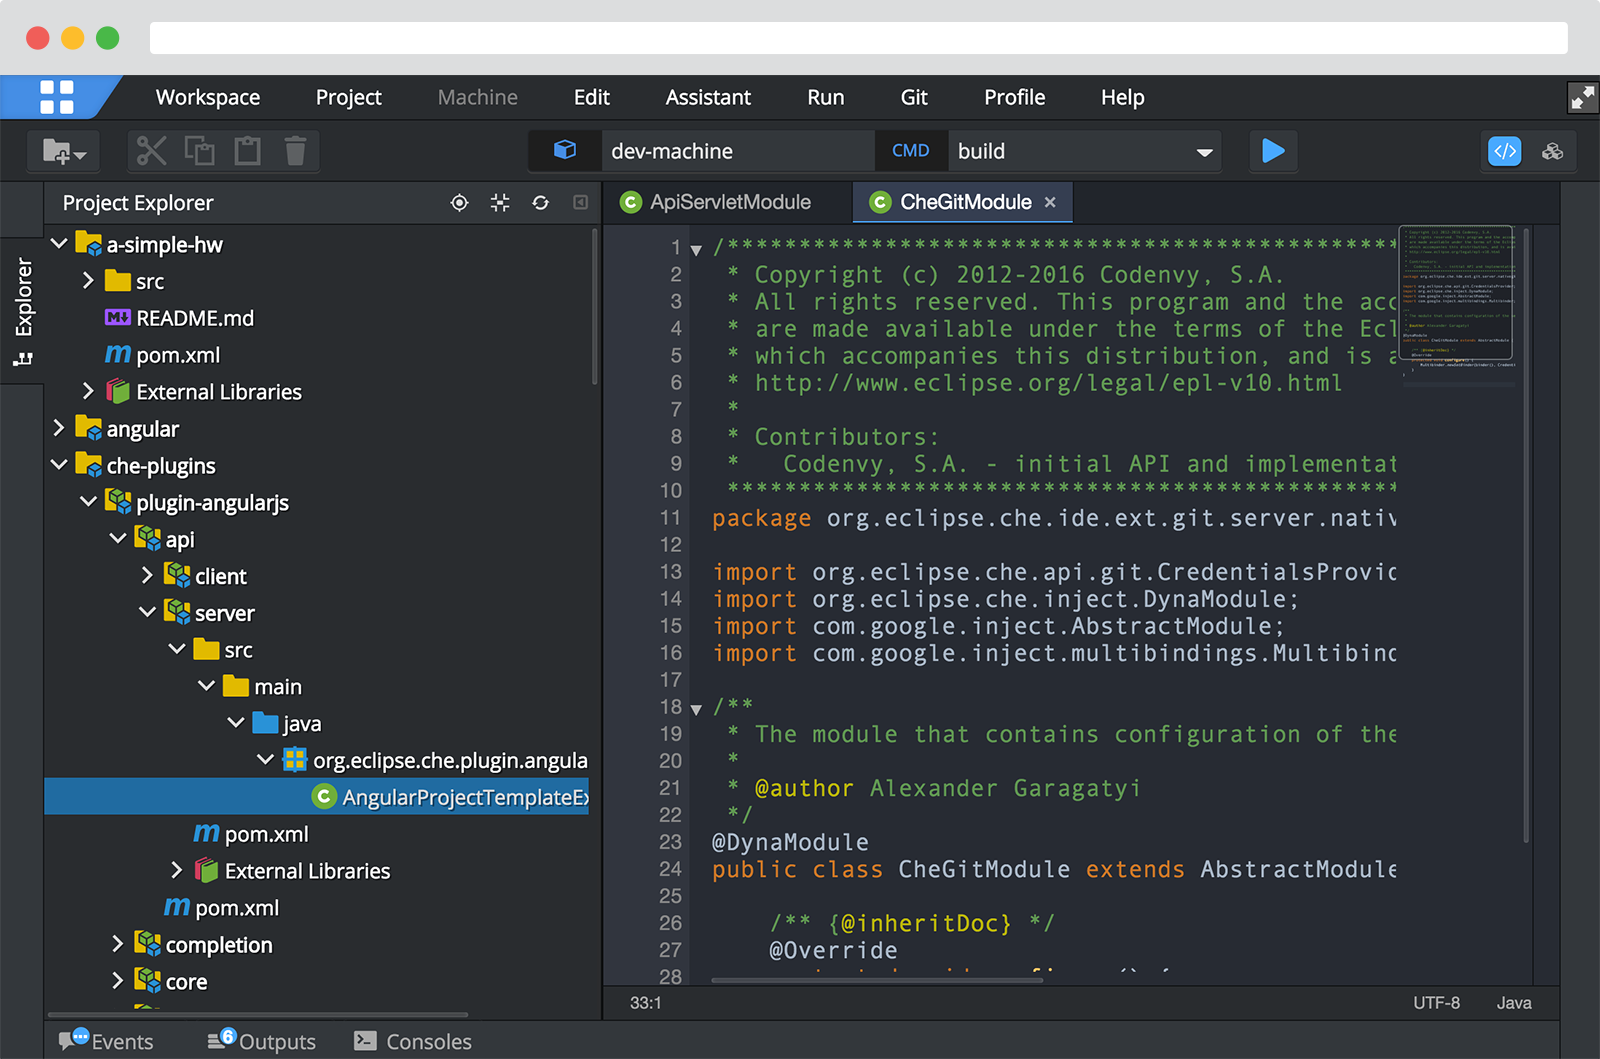 Workspace Project Machine Edit Assistant Run Git Profile Help
dev-machine CMD build </>
Project Explorer
Explorer
a-simple-hw
src
M README.md
m pom.xml
External Libraries
angular
che-plugins
plugin-angularjs
api
client
server
src
main
java
org.eclipse.che.plugin.angula
C AngularProjectTemplateEx
m pom.xml
External Libraries
m pom.xml
completion
core
C ApiServletModule
C CheGitModule ×
1 /************************************************
2 * Copyright (c) 2012-2016 Codenvy, S.A.
3 * All rights reserved. This program and the acc
4 * are made available under the terms of the Ecl
5 * which accompanies this distribution, and is a
6 * http://www.eclipse.org/legal/epl-v10.html
7 *
8 * Contributors:
9 *   Codenvy, S.A. - initial API and implementat
10 ***********************************************
11 package org.eclipse.che.ide.ext.git.server.nativ
12
13 import org.eclipse.che.api.git.CredentialsProvid
14 import org.eclipse.che.inject.DynaModule;
15 import com.google.inject.AbstractModule;
16 import com.google.inject.multibindings.Multibind
17
18 /**
19 * The module that contains configuration of the
20 *
21 * @author Alexander Garagatyi
22 */
23 @DynaModule
24 public class CheGitModule extends AbstractModule
25
26     /** {@inheritDoc} */
27     @Override
28
33:1 UTF-8 Java
Events 6 Outputs Consoles